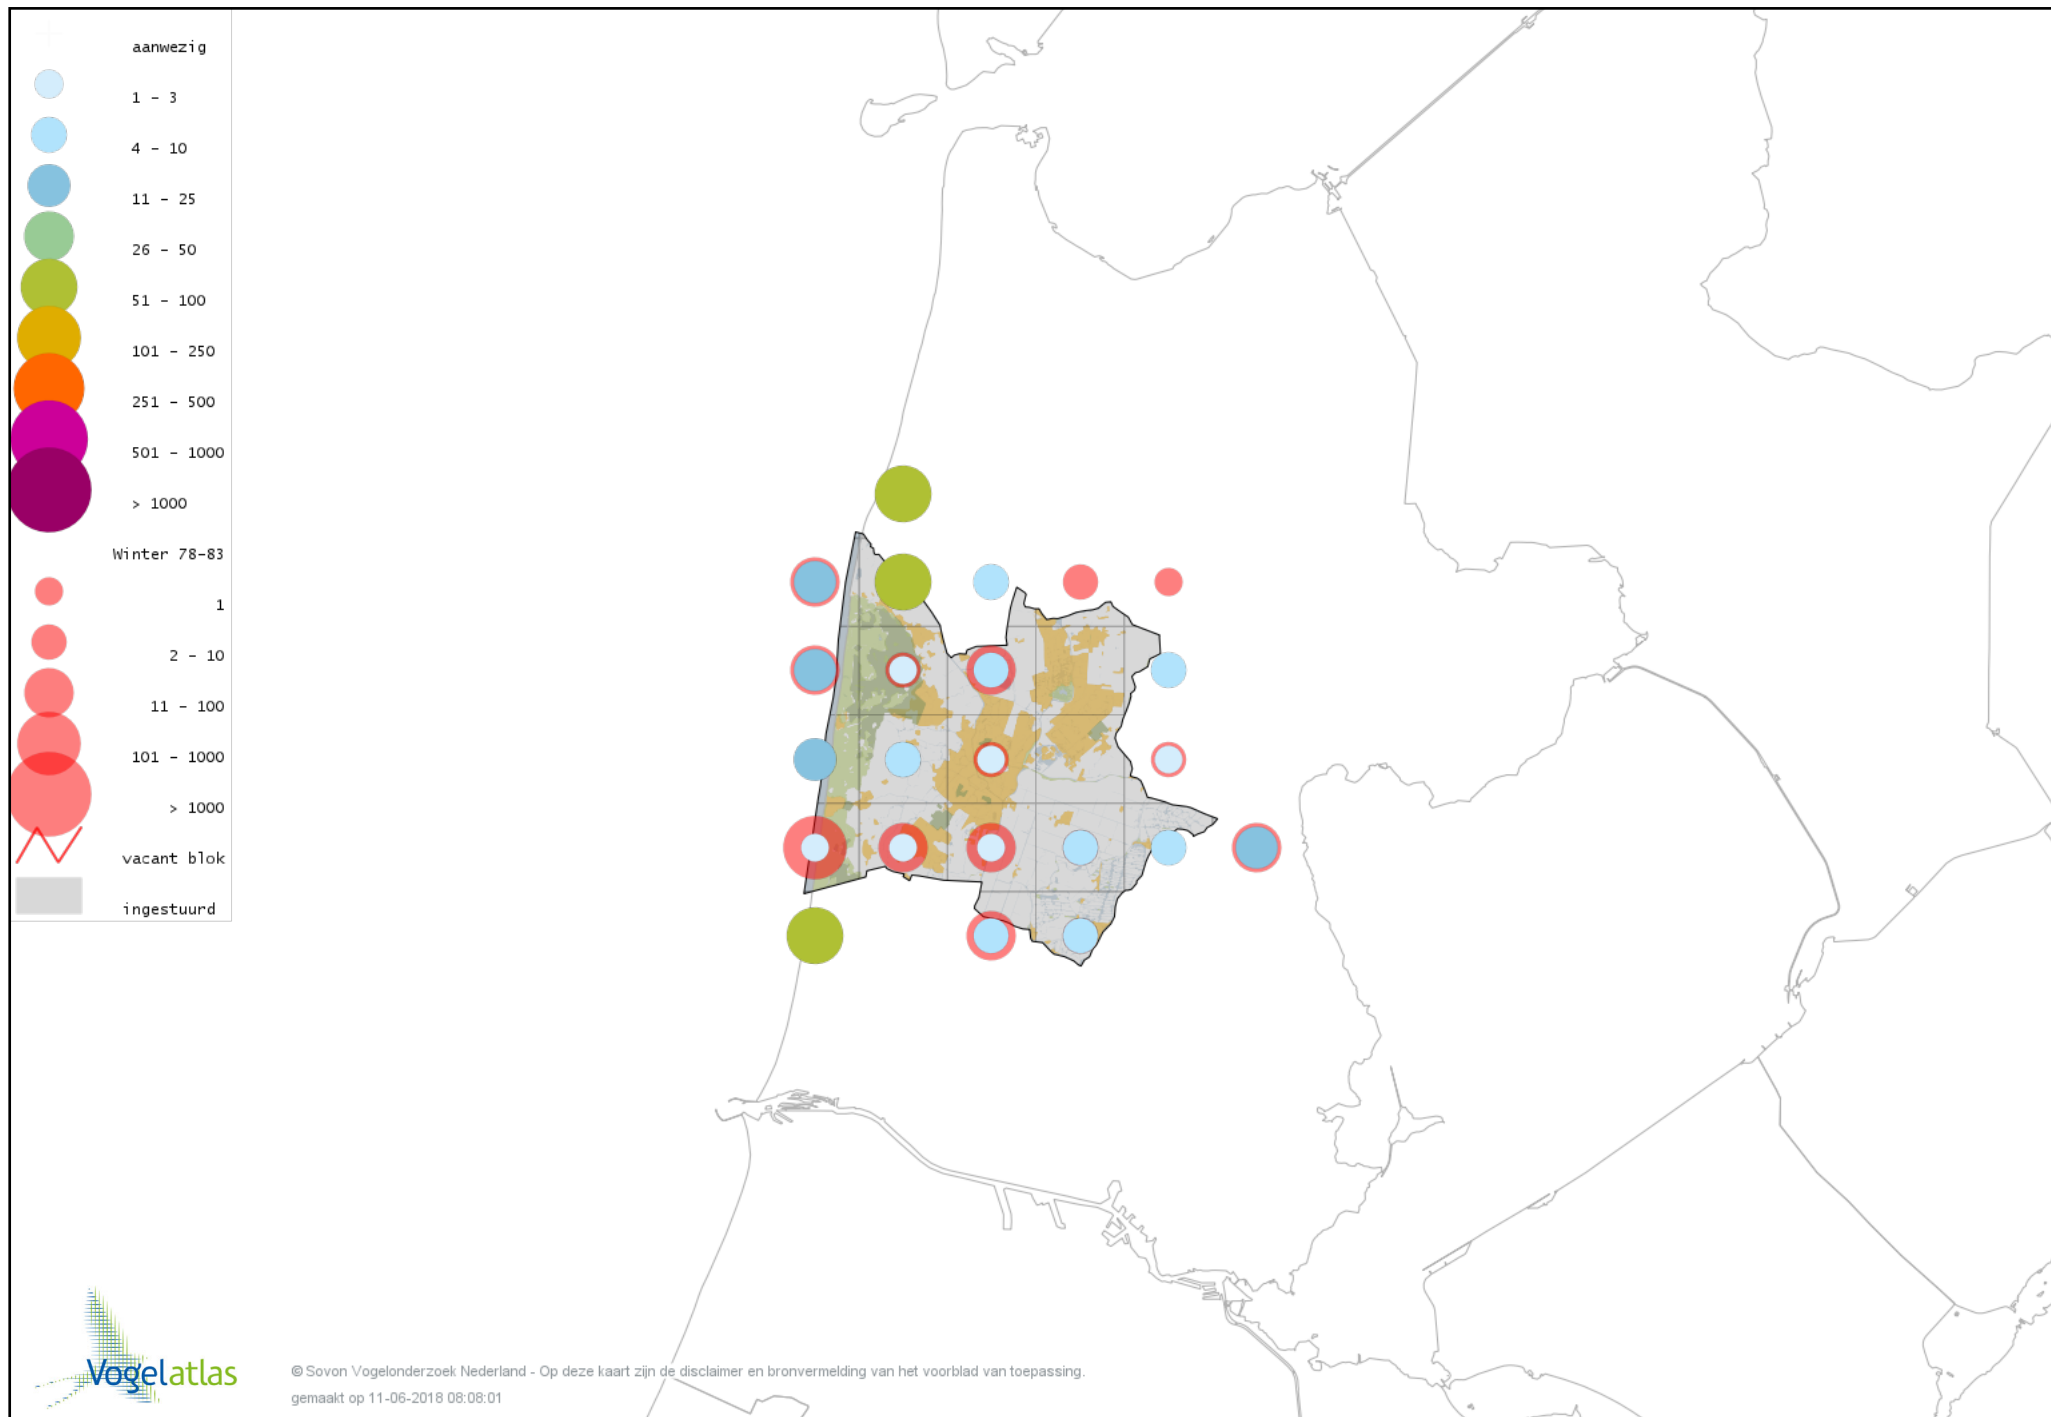 aanwezig
1 - 3
4 - 10
11 - 25
26 - 50
51 - 100
101 - 250
251 - 500
501 - 1000
> 1000
Winter 78-83
1
2 - 10
11 - 100
101 - 1000
> 1000
vacant blok
ingestuurd
Vogelatlas
© Sovon Vogelonderzoek Nederland - Op deze kaart zijn de disclaimer en bronvermelding van het voorblad van toepassing.
gemaakt op 11-06-2018 08:08:01